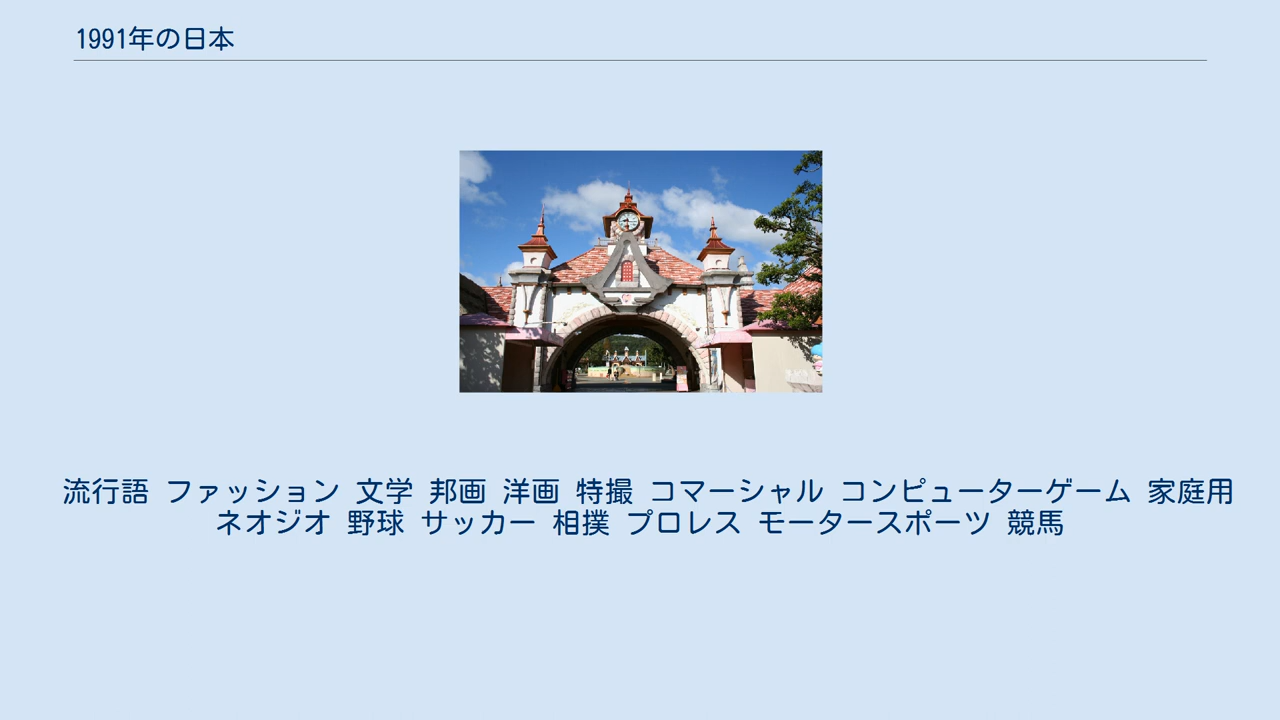 1991年の日本
流行語 ファッション 文学 邦画 洋画 特撮 コマーシャル コンピューターゲーム 家庭用
ネオジオ 野球 サッカー 相撲 プロレス モータースポーツ 競馬